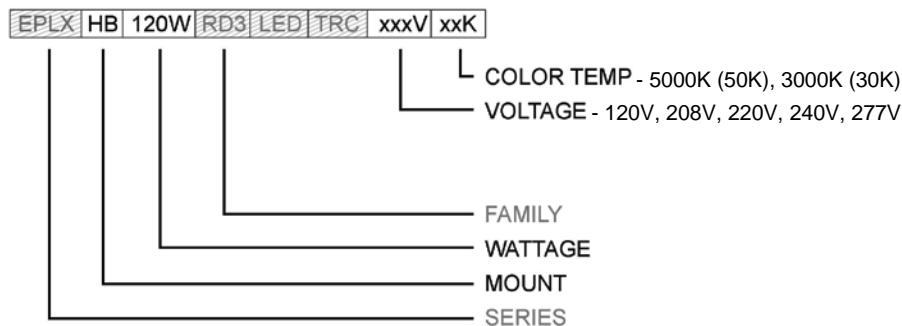 EPLX HB 120W RD3 LED TRC xxxV xxK
COLOR TEMP - 5000K (50K), 3000K (30K)
VOLTAGE - 120V, 208V, 220V, 240V, 277V
FAMILY
WATTAGE
MOUNT
SERIES